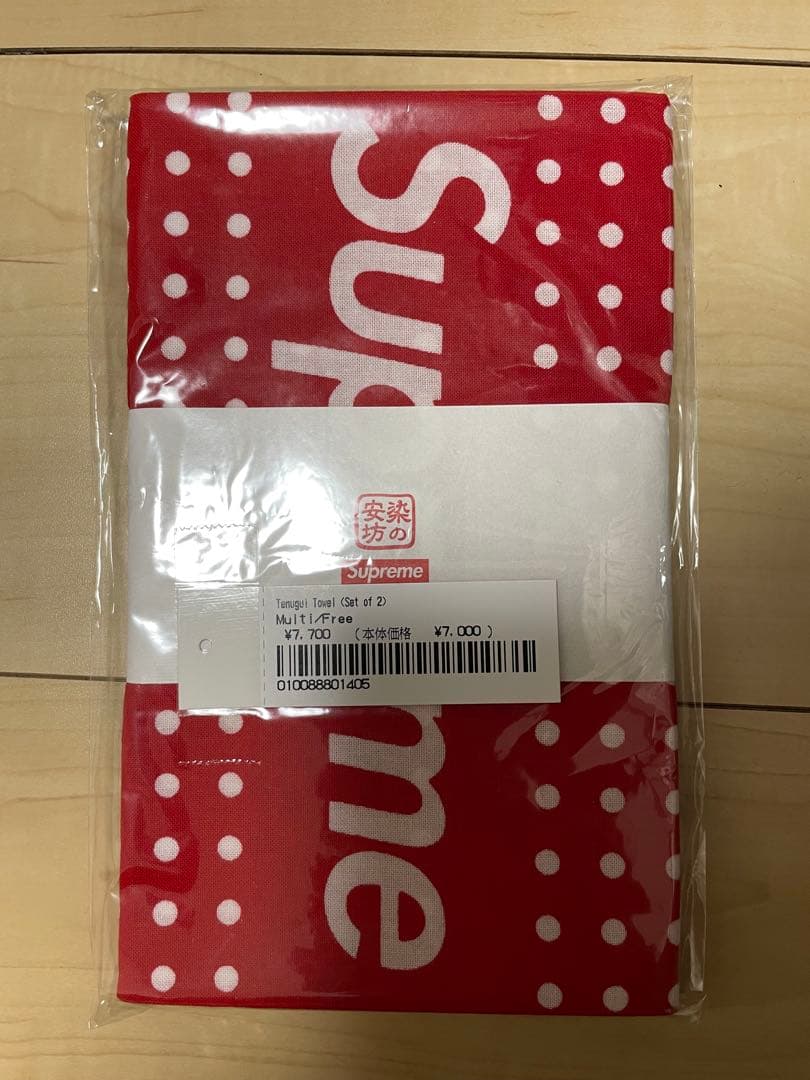 Sup
me
染の
安坊
Supreme
Tenugui Towel (Set of 2)
Multi/Free
¥7,700 (本体価格 ¥7,000 )
010088801405